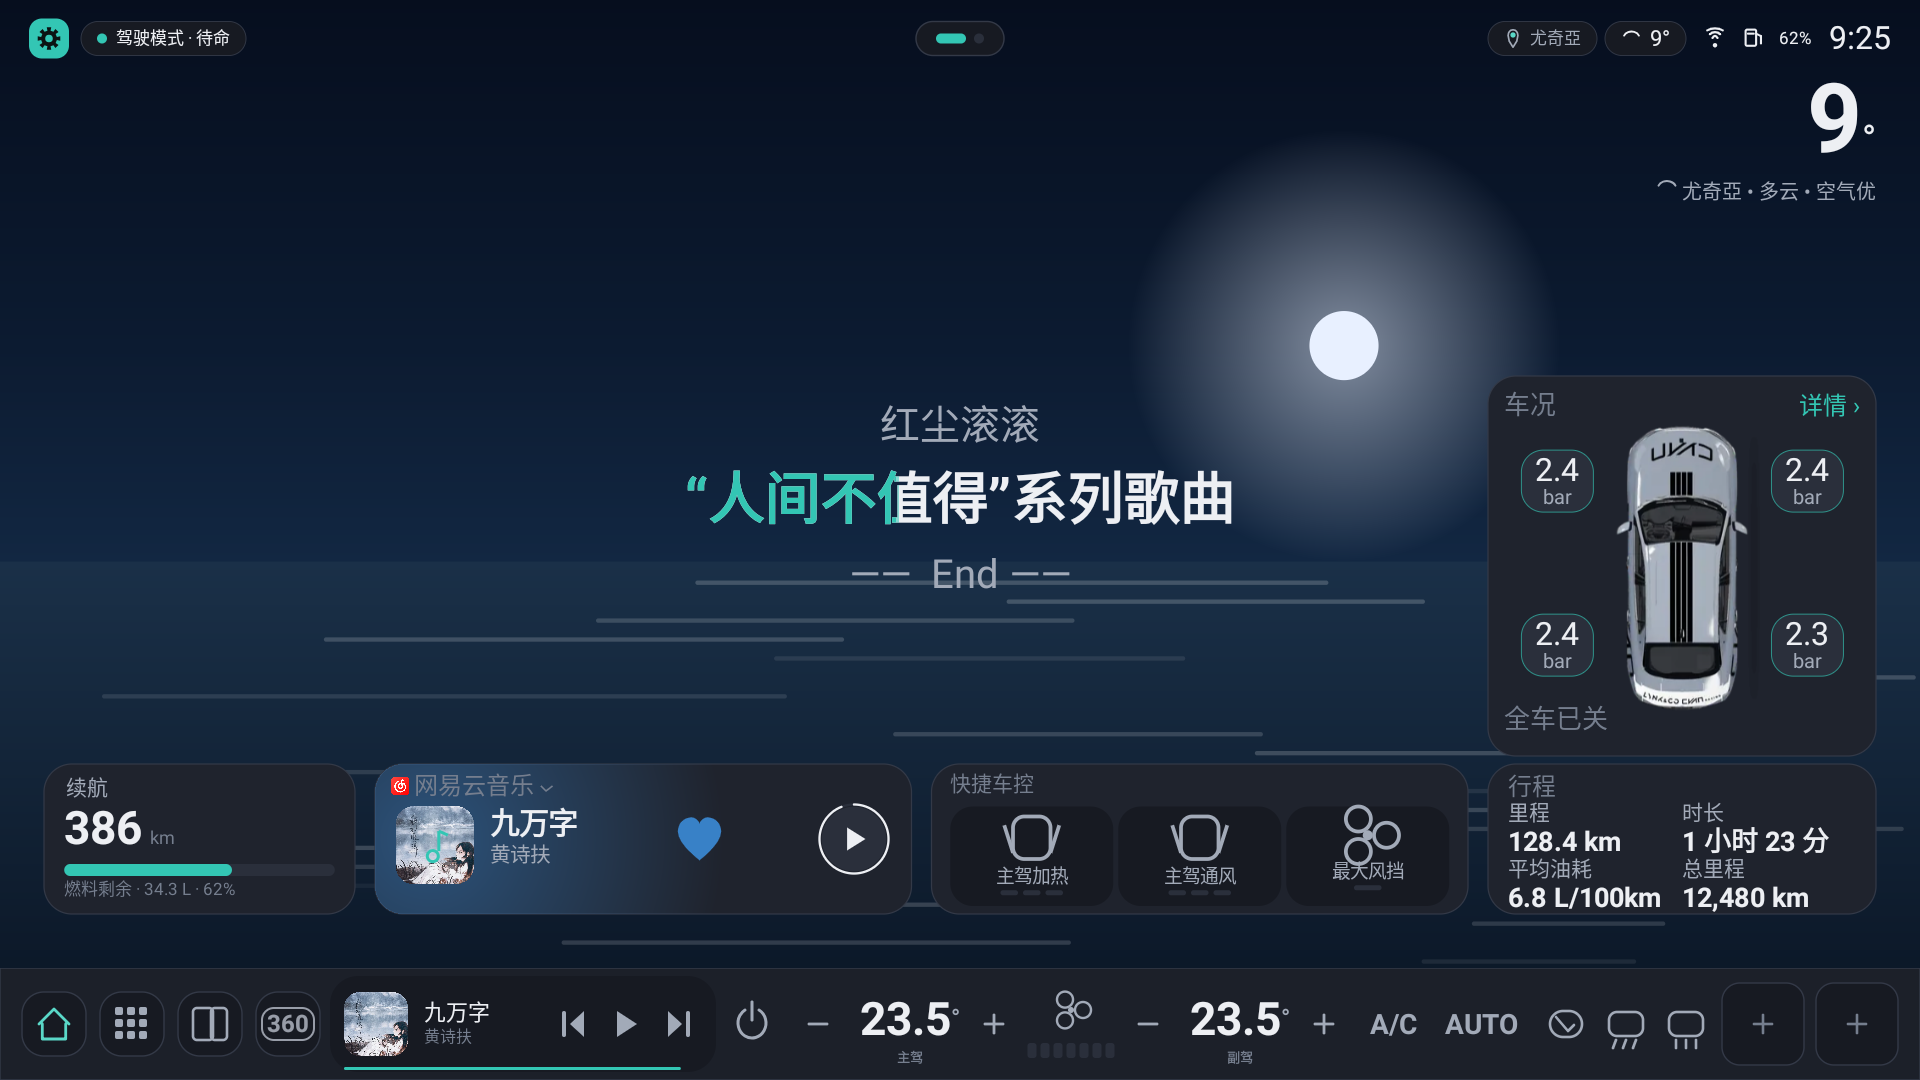 驾驶模式 · 待命
尤奇亞
9°
62%
9:25
9°
尤奇亞 • 多云 • 空气优
红尘滚滚
“人间不值得”系列歌曲
—— End ——
车况
详情 ›
2.4
bar
2.4
bar
2.4
bar
2.3
bar
全车已关
续航
386 km
燃料剩余 · 34.3 L · 62%
网易云音乐
九万字
黄诗扶
快捷车控
主驾加热
主驾通风
最大风挡
行程
里程
128.4 km
时长
1 小时 23 分
平均油耗
6.8 L/100km
总里程
12,480 km
360
九万字
黄诗扶
23.5°
主驾
23.5°
副驾
A/C
AUTO